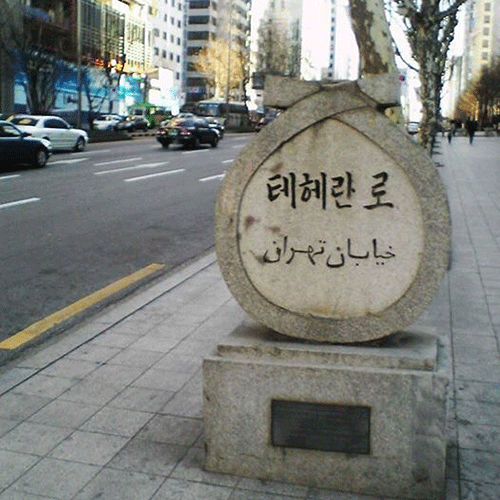 테헤란 로
خیابان تهران